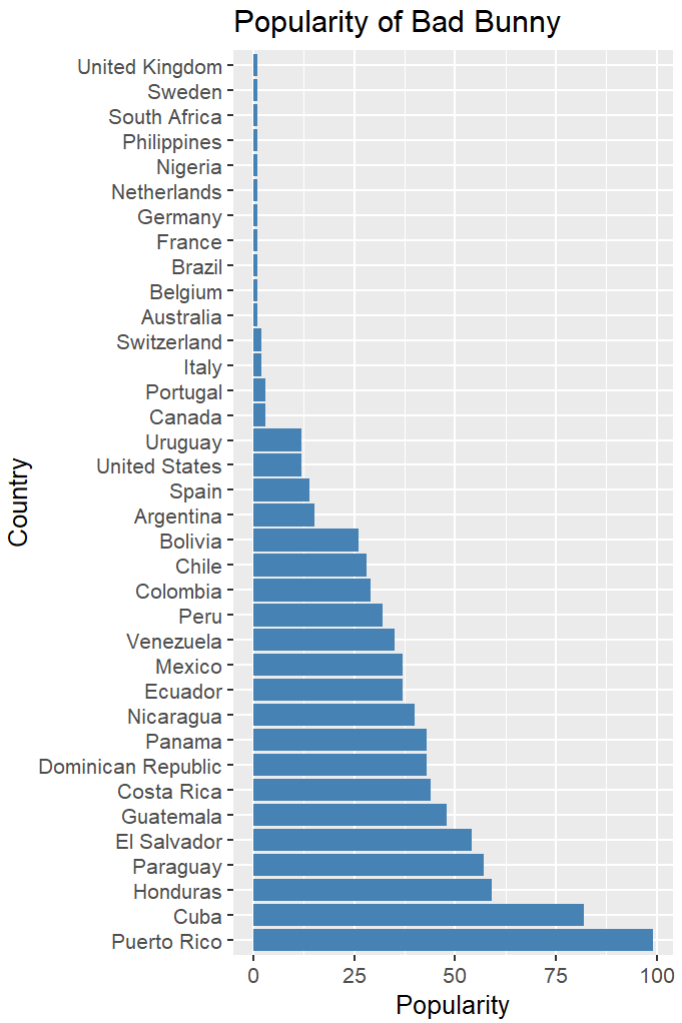 Popularity of Bad Bunny
United Kingdom
Sweden
South Africa
Philippines
Nigeria
Netherlands
Germany
France
Brazil
Belgium
Australia
Switzerland
Italy
Portugal
Canada
Uruguay
United States
Spain
Argentina
Bolivia
Chile
Colombia
Peru
Venezuela
Mexico
Ecuador
Nicaragua
Panama
Dominican Republic
Costa Rica
Guatemala
El Salvador
Paraguay
Honduras
Cuba
Puerto Rico
Country
0 25 50 75 100
Popularity